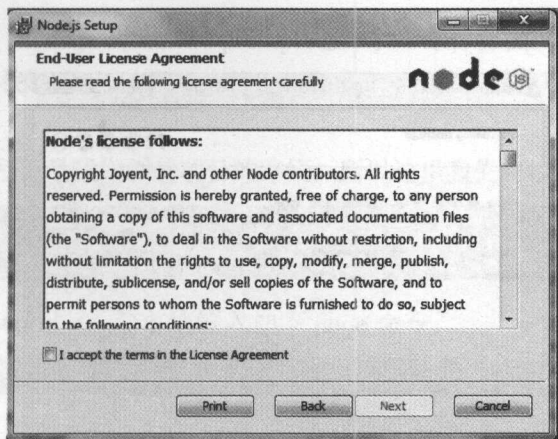 Node.js Setup
End-User License Agreement
Please read the following license agreement carefully
node JS
Node's license follows:
Copyright Joyent, Inc. and other Node contributors. All rights
reserved. Permission is hereby granted, free of charge, to any person
obtaining a copy of this software and associated documentation files
(the "Software"), to deal in the Software without restriction, including
without limitation the rights to use, copy, modify, merge, publish,
distribute, sublicense, and/or sell copies of the Software, and to
permit persons to whom the Software is furnished to do so, subject
to the following conditions:
I accept the terms in the License Agreement
Print Back Next Cancel